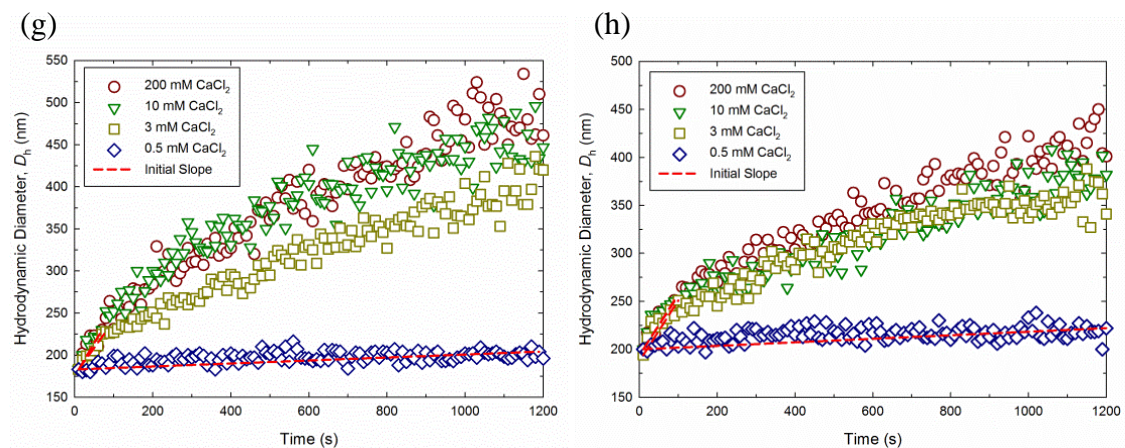 (g)
550
500
450
400
350
300
250
200
150
0
200
400
600
800
1000
1200
Hydrodynamic Diameter, Dh (nm)
Time (s)
200 mM CaCl2
10 mM CaCl2
3 mM CaCl2
0.5 mM CaCl2
Initial Slope
(h)
500
450
400
350
300
250
200
150
0
200
400
600
800
1000
1200
Hydrodynamic Diameter, Dh (nm)
Time (s)
200 mM CaCl2
10 mM CaCl2
3 mM CaCl2
0.5 mM CaCl2
Initial Slope